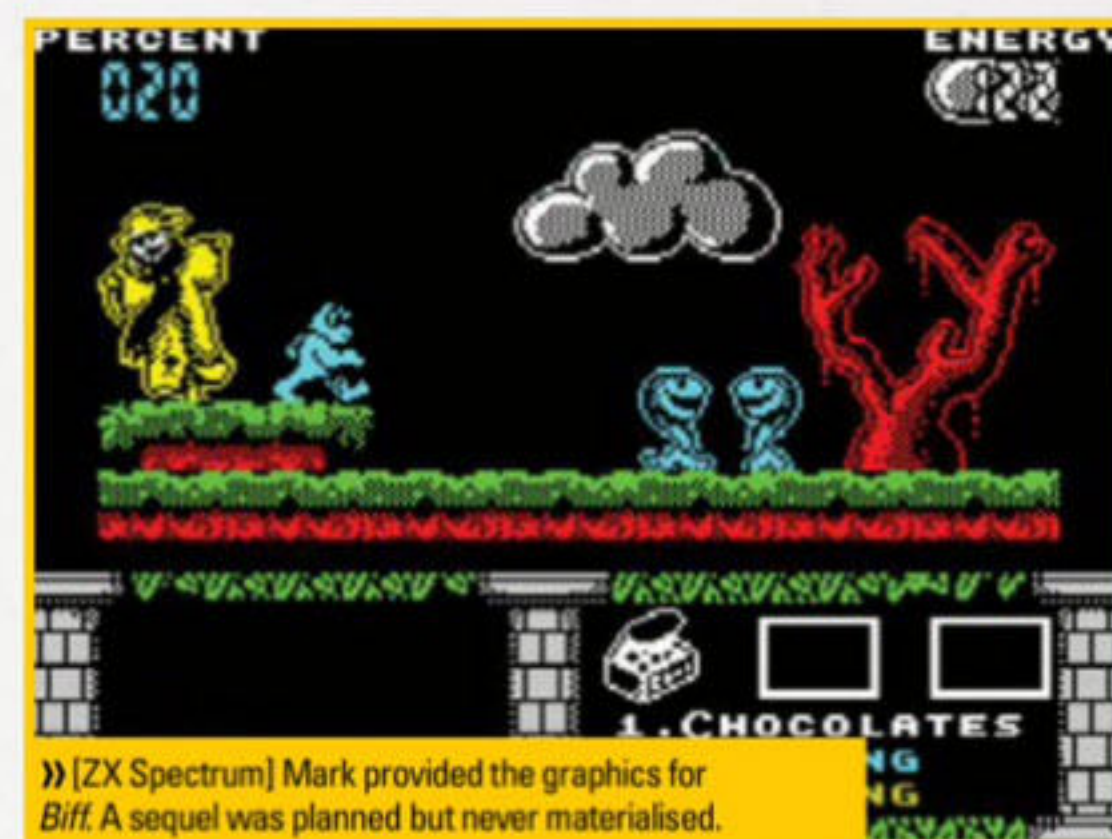 PERCENT ENERGY
020
1. CHOCOLATES
NG
NG
» [ZX Spectrum] Mark provided the graphics for
Biff. A sequel was planned but never materialised.